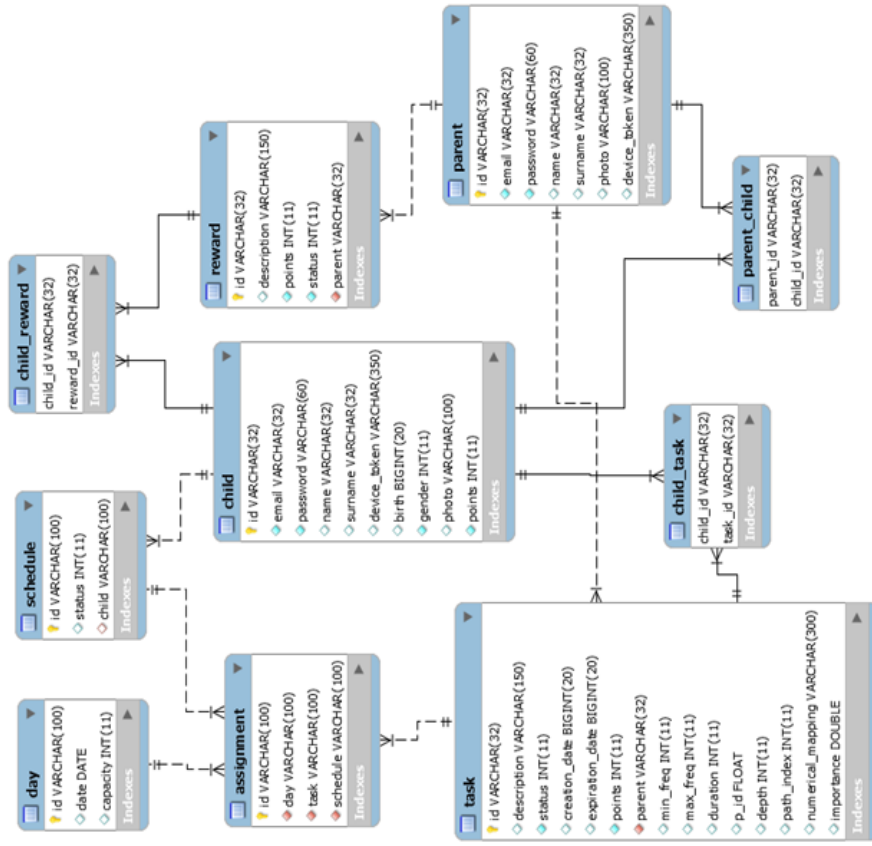 day
id VARCHAR(100)
date DATE
capacity INT(11)
Indexes
schedule
id VARCHAR(100)
status INT(11)
child VARCHAR(100)
Indexes
child_reward
child_id VARCHAR(32)
reward_id VARCHAR(32)
Indexes
assignment
id VARCHAR(100)
day VARCHAR(100)
task VARCHAR(100)
schedule VARCHAR(100)
Indexes
child
id VARCHAR(32)
email VARCHAR(32)
password VARCHAR(60)
name VARCHAR(32)
surname VARCHAR(32)
device_token VARCHAR(350)
birth BIGINT(20)
gender INT(11)
photo VARCHAR(100)
points INT(11)
Indexes
reward
id VARCHAR(32)
description VARCHAR(150)
points INT(11)
status INT(11)
parent VARCHAR(32)
Indexes
task
id VARCHAR(32)
description VARCHAR(150)
status INT(11)
creation_date BIGINT(20)
expiration_date BIGINT(20)
points INT(11)
parent VARCHAR(32)
min_freq INT(11)
max_freq INT(11)
duration INT(11)
p_id FLOAT
depth INT(11)
path_index INT(11)
numerical_mapping VARCHAR(300)
importance DOUBLE
Indexes
child_task
child_id VARCHAR(32)
task_id VARCHAR(32)
Indexes
parent
id VARCHAR(32)
email VARCHAR(32)
password VARCHAR(60)
name VARCHAR(32)
surname VARCHAR(32)
photo VARCHAR(100)
device_token VARCHAR(350)
Indexes
parent_child
parent_id VARCHAR(32)
child_id VARCHAR(32)
Indexes